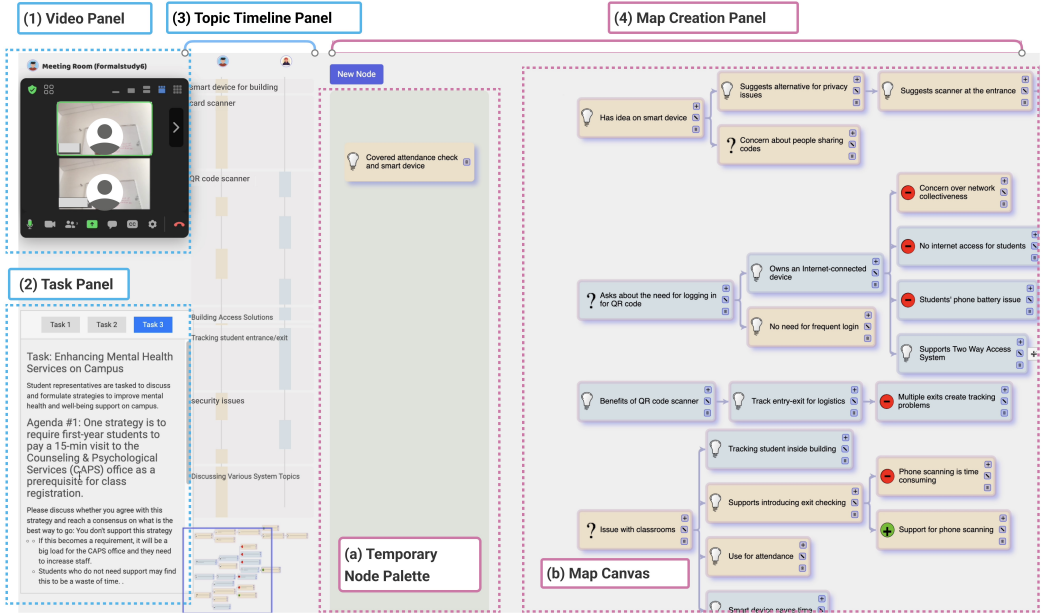 (1) Video Panel
(3) Topic Timeline Panel
(4) Map Creation Panel
Meeting Room (formalstudy6)
(2) Task Panel
Task 1
Task 2
Task 3
Task: Enhancing Mental Health
Services on Campus
Student representatives are tasked to discuss
and formulate strategies to improve mental
health and well-being support on campus.
Agenda #1: One strategy is to
require first-year students to
pay a 15-min visit to the
Counseling & Psychological
Services (CAPS) office as a
prerequisite for class
registration.
Please discuss whether you agree with this
strategy and reach a consensus on what is the
best way to go: You don't support this strategy
If this becomes a requirement, it will be a
big load for the CAPS office and they need
to increase staff.
Students who do not need support may find
this to be a waste of time. .
smart device for building
card scanner
QR code scanner
Building Access Solutions
Tracking student entrance/exit
security issues
Discussing Various System Topics
New Node
Covered attendance check
and smart device
(a) Temporary
Node Palette
Has idea on smart device
Suggests alternative for privacy
issues
Suggests scanner at the entrance
Concern about people sharing
codes
Asks about the need for logging in
for QR code
Owns an Internet-connected
device
No need for frequent login
Concern over network
collectiveness
No internet access for students
Students' phone battery issue
Supports Two Way Access
System
Benefits of QR code scanner
Track entry-exit for logistics
Multiple exits create tracking
problems
Issue with classrooms
Tracking student inside building
Supports introducing exit checking
Phone scanning is time
consuming
Support for phone scanning
Use for attendance
Smart device saves time
(b) Map Canvas